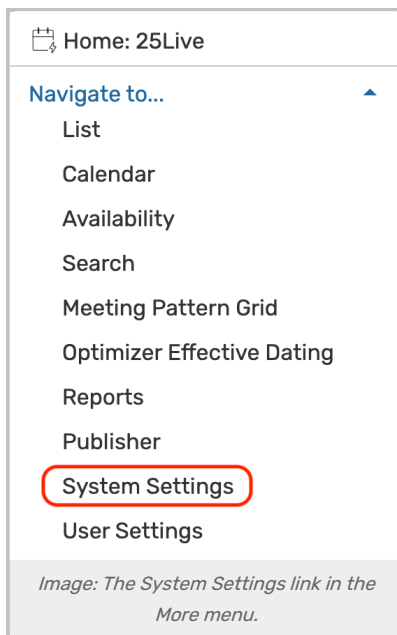 Home: 25Live
Navigate to...
List
Calendar
Availability
Search
Meeting Pattern Grid
Optimizer Effective Dating
Reports
Publisher
System Settings
User Settings
Image: The System Settings link in the
More menu.